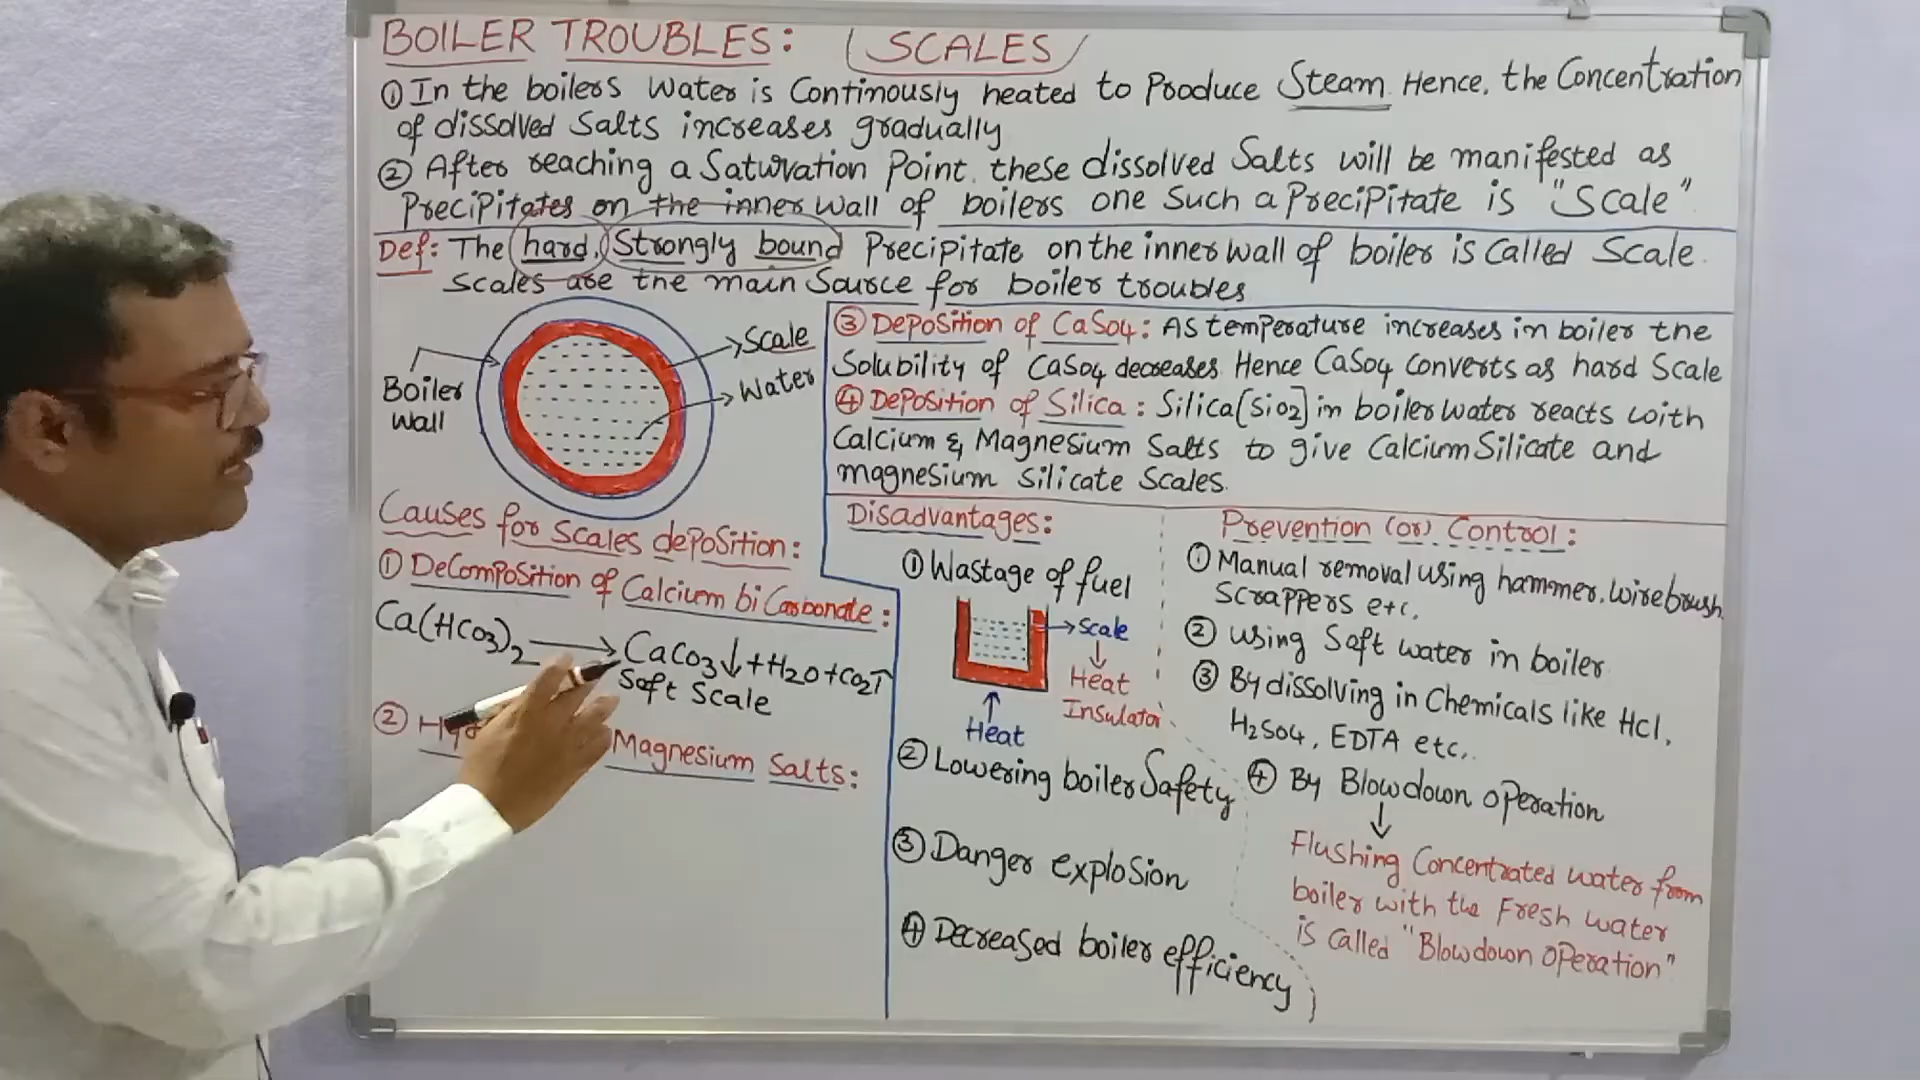 BOILER TROUBLES: SCALES
① In the boilers water is Continously heated to Produce Steam Hence, the Concentration
of dissolved Salts increases gradually
② After reaching a Saturation Point, these dissolved Salts will be manifested as
Precipitates on the inner wall of boilers one Such a Precipitate is "Scale"
Def: The hard, Strongly bound Precipitate on the inner wall of boiler is Called Scale.
Scales are the main Source for boiler troubles
Boiler
Wall
Scale
Water
Causes for Scales deposition:
① Decomposition of Calcium bi Carbonate:
Ca(HCO3)2 → CaCO3↓ + H2O + CO2↑
Soft Scale
② Magnesium Salts:
③ Deposition of CaSO4: As temperature increases in boiler the
Solubility of CaSO4 decreases Hence CaSO4 converts as hard Scale
④ Deposition of Silica: Silica[SiO2] in boiler water reacts with
Calcium & Magnesium Salts to give Calcium Silicate and
magnesium Silicate Scales.
Disadvantages:
① Wastage of fuel
Scale
↓
Heat
Insulator
↑
Heat
② Lowering boiler Safety
③ Danger explosion
④ Decreased boiler efficiency
Prevention (or) Control:
① Manual removal using hammer, wirebrush
Scrappers etc.
② Using Soft water in boiler
③ By dissolving in Chemicals like Hcl,
H2SO4, EDTA etc..
④ By Blowdown operation
↓
Flushing Concentrated water from
boiler with the Fresh water
is called "Blowdown Operation"